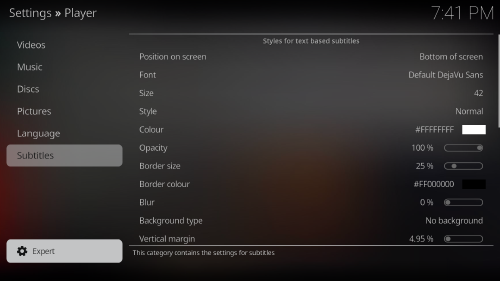 Settings » Player
7:41 PM
Videos
Music
Discs
Pictures
Language
Subtitles
Expert
Styles for text based subtitles
Position on screen Bottom of screen
Font Default DejaVu Sans
Size 42
Style Normal
Colour #FFFFFFFF
Opacity 100 %
Border size 25 %
Border colour #FF000000
Blur 0 %
Background type No background
Vertical margin 4.95 %
This category contains the settings for subtitles